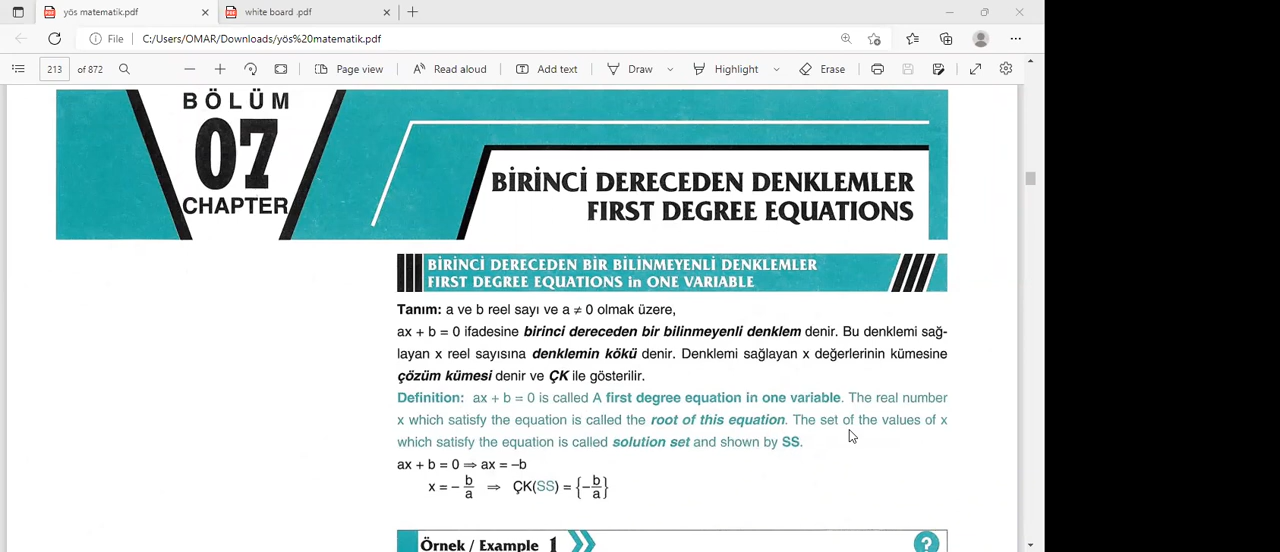 yös matematik.pdf
white board .pdf
File
C:/Users/OMAR/Downloads/yös%20matematik.pdf
213 of 872
Page view
Read aloud
Add text
Draw
Highlight
Erase
BÖLÜM
07
CHAPTER
BİRİNCİ DERECEDEN DENKLEMLER
FIRST DEGREE EQUATIONS
BİRİNCİ DERECEDEN BİR BİLİNMEYENLİ DENKLEMLER
FIRST DEGREE EQUATIONS in ONE VARIABLE
Tanım: a ve b reel sayı ve a ≠ 0 olmak üzere,
ax + b = 0 ifadesine birinci dereceden bir bilinmeyenli denklem denir. Bu denklemi sağ-
layan x reel sayısına denklemin kökü denir. Denklemi sağlayan x değerlerinin kümesine
çözüm kümesi denir ve ÇK ile gösterilir.
Definition: ax + b = 0 is called A first degree equation in one variable. The real number
x which satisfy the equation is called the root of this equation. The set of the values of x
which satisfy the equation is called solution set and shown by SS.
ax + b = 0 ⇒ ax = –b
x = – b/a ⇒ ÇK(SS) = {– b/a}
Örnek / Example 1
?